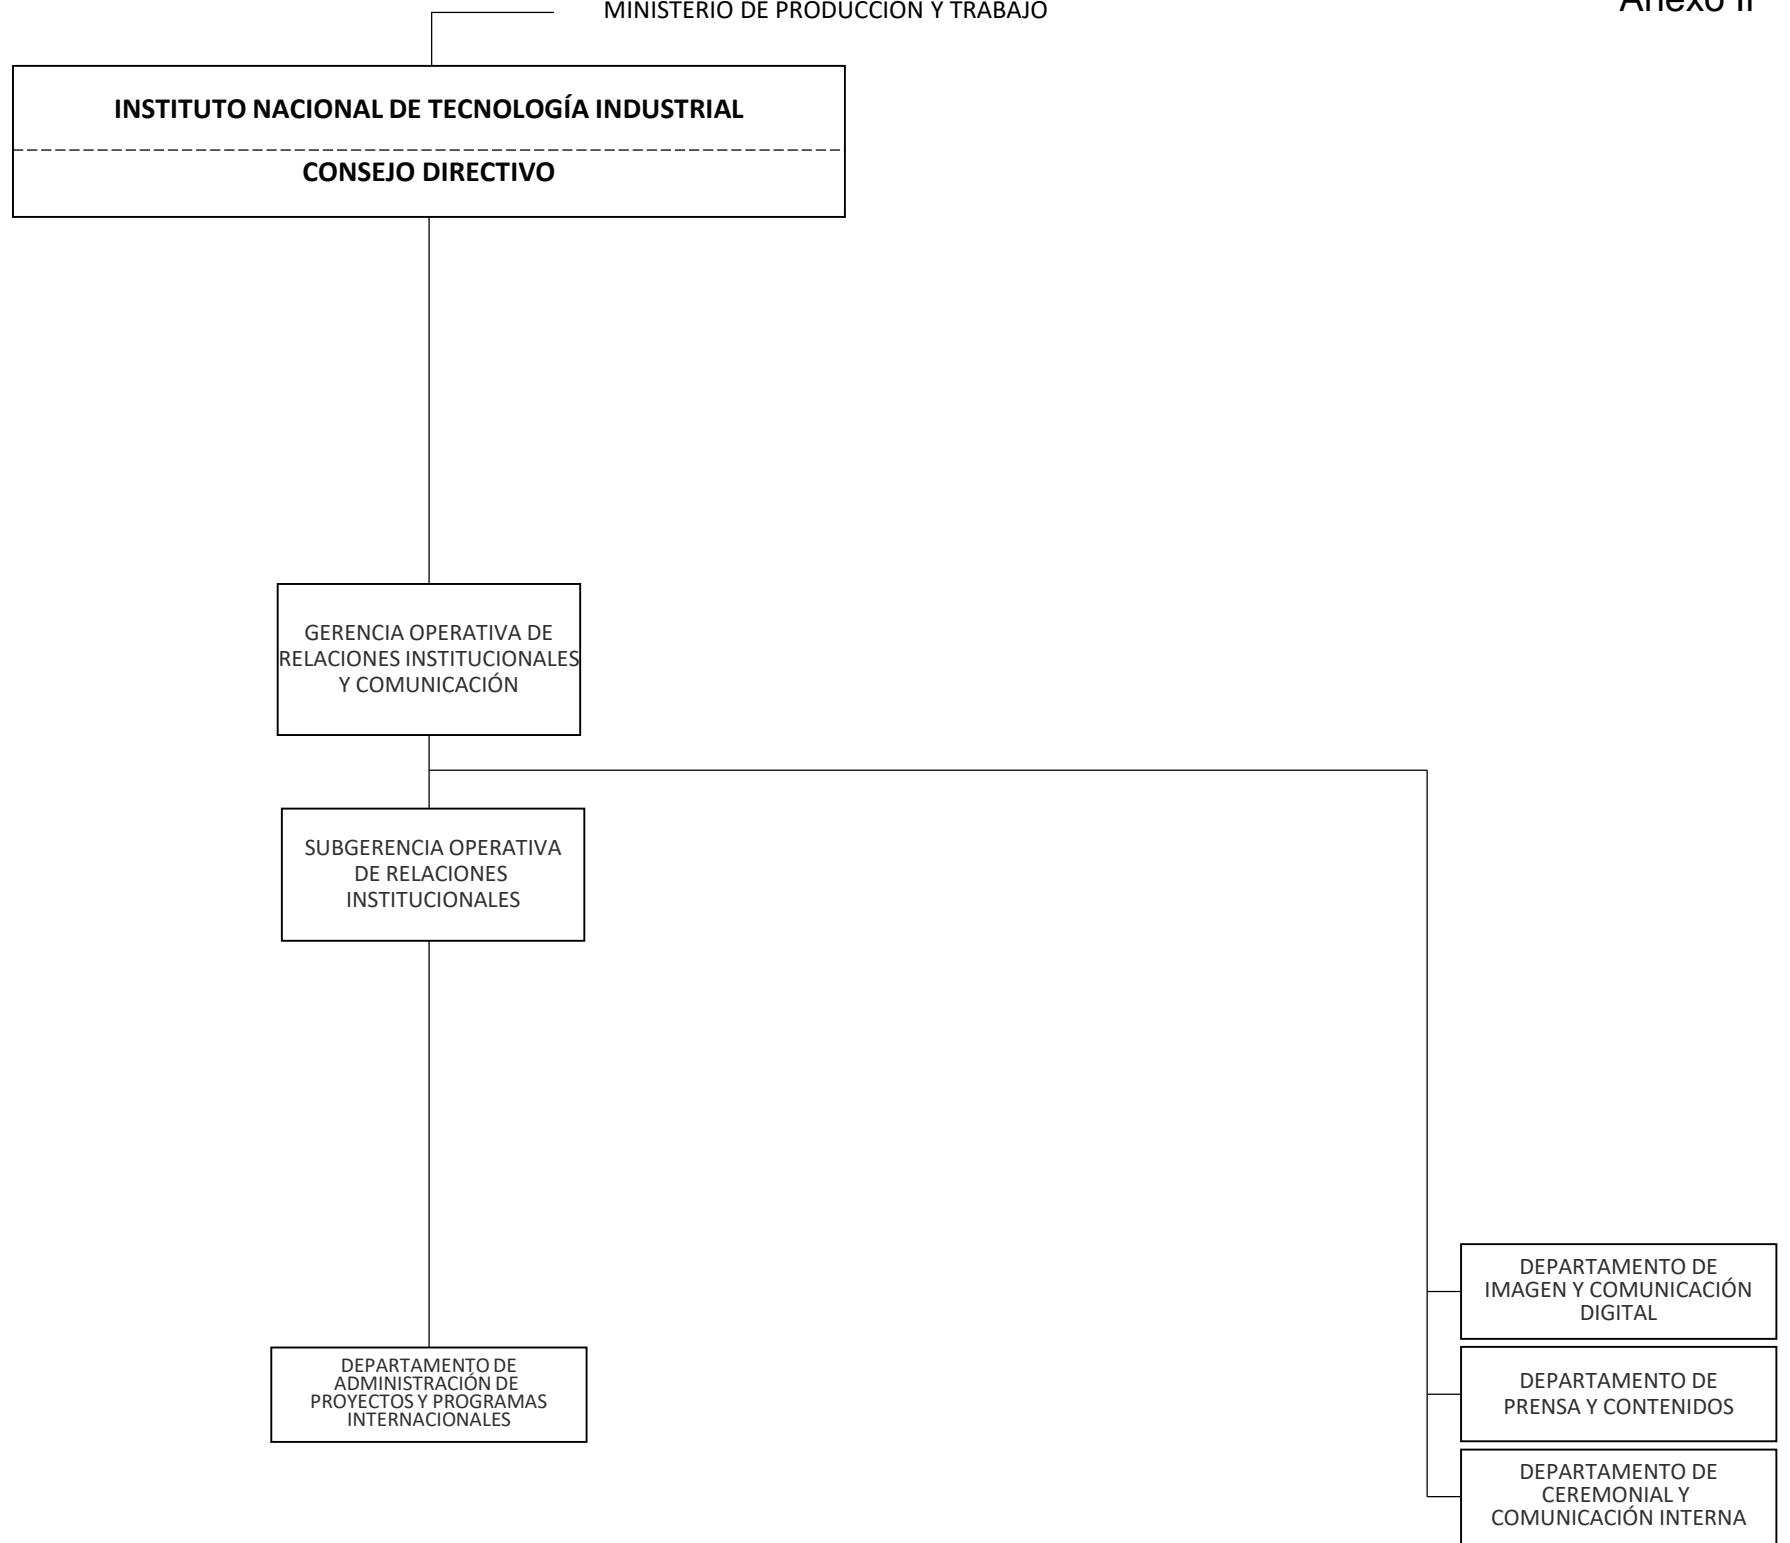 MINISTERIO DE PRODUCCIÓN Y TRABAJO
Anexo II
INSTITUTO NACIONAL DE TECNOLOGÍA INDUSTRIAL
CONSEJO DIRECTIVO
GERENCIA OPERATIVA DE
RELACIONES INSTITUCIONALES
Y COMUNICACIÓN
SUBGERENCIA OPERATIVA
DE RELACIONES
INSTITUCIONALES
DEPARTAMENTO DE
IMAGEN Y COMUNICACIÓN
DIGITAL
DEPARTAMENTO DE
ADMINISTRACIÓN DE
PROYECTOS Y PROGRAMAS
INTERNACIONALES
DEPARTAMENTO DE
PRENSA Y CONTENIDOS
DEPARTAMENTO DE
CEREMONIAL Y
COMUNICACIÓN INTERNA